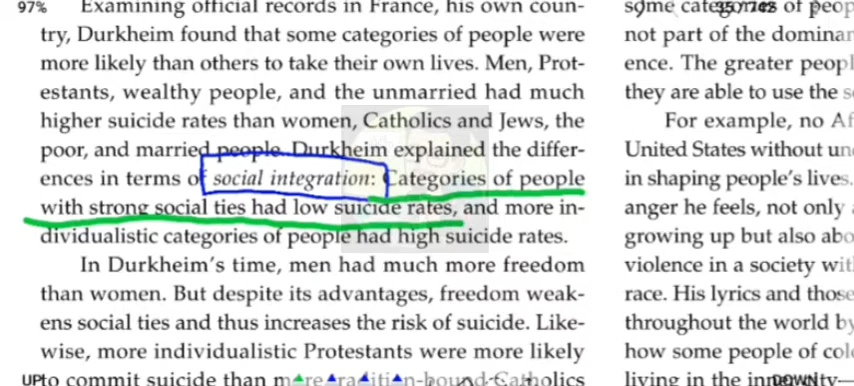 97%
Examining official records in France, his own coun-
try, Durkheim found that some categories of people were
more likely than others to take their own lives. Men, Prot-
estants, wealthy people, and the unmarried had much
higher suicide rates than women, Catholics and Jews, the
poor, and married people. Durkheim explained the differ-
ences in terms of social integration: Categories of people
with strong social ties had low suicide rates, and more in-
dividualistic categories of people had high suicide rates.
In Durkheim's time, men had much more freedom
than women. But despite its advantages, freedom weak-
ens social ties and thus increases the risk of suicide. Like-
wise, more individualistic Protestants were more likely
UP
to commit suicide than more tradition-bound Catholics
some categories of
not part of the
ence. The greater
they are able to use the
For example, no
United States without
in shaping people's lives.
anger he feels, not only
growing up but also
violence in a society
race. His lyrics and those
throughout the world by
how some people of
living in the
DOWN